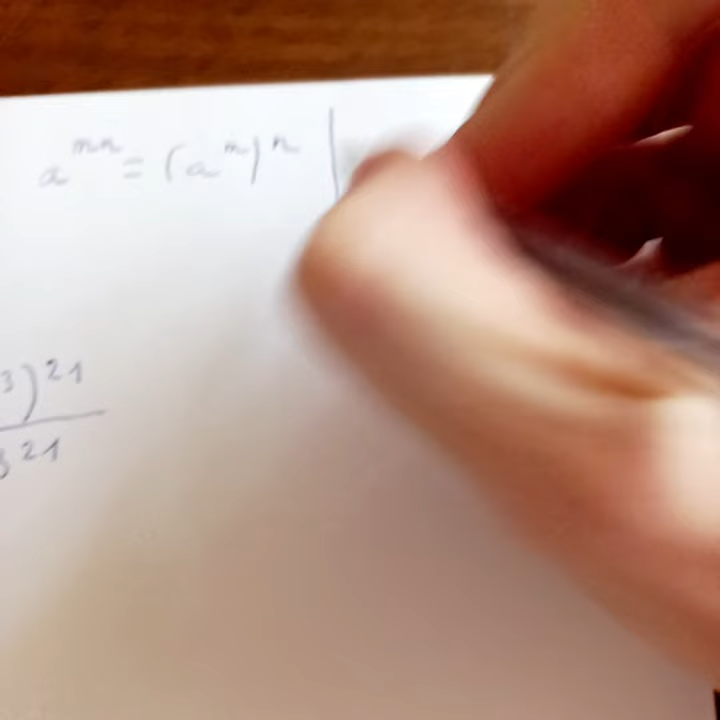 a^{mn} = (a^m)^n |
3)^{21}
3^{21}